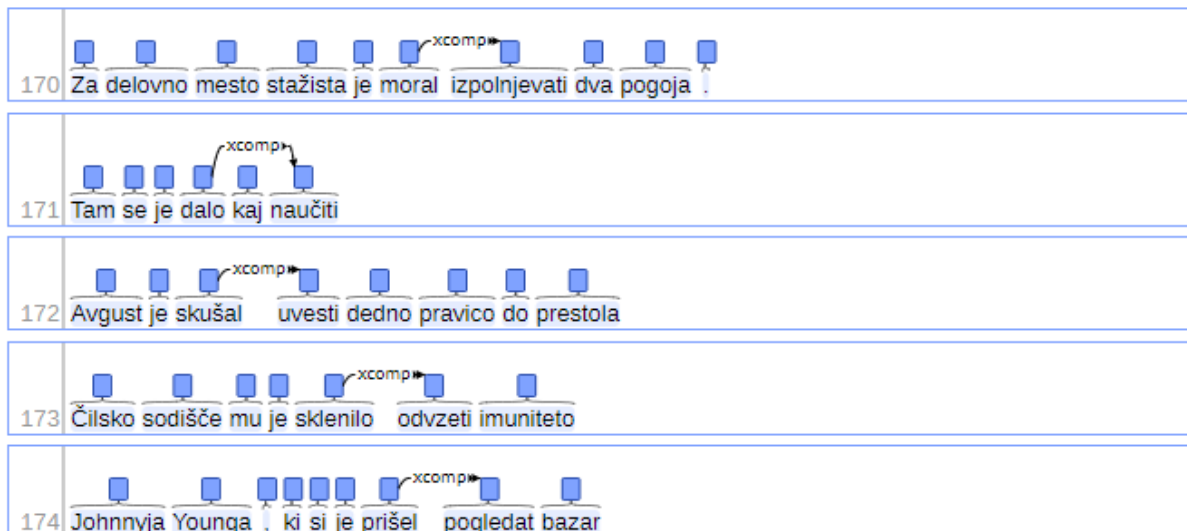 xcomp
170 Za delovno mesto stažista je moral izpolnjevati dva pogoja .
xcomp
171 Tam se je dalo kaj naučiti
xcomp
172 Avgust je skušal uvesti dedno pravico do prestola
xcomp
173 Čilsko sodišče mu je sklenilo odvzeti imuniteto
xcomp
174 Johnnyja Younga , ki si je prišel pogledat bazar